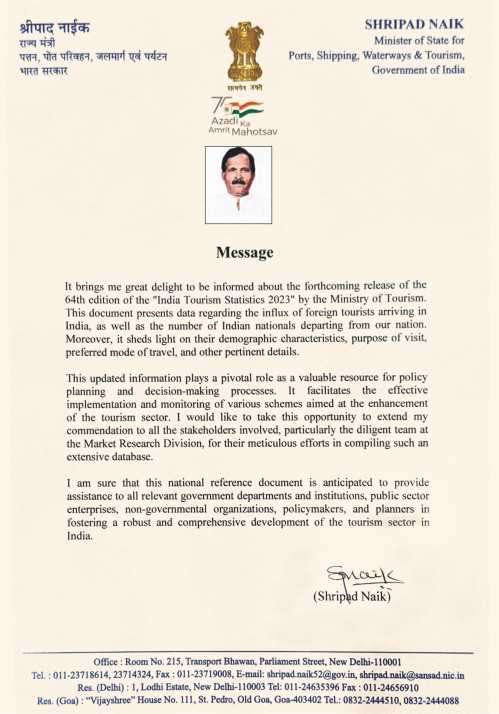 श्रीपाद नाईक
राज्य मंत्री
पत्तन, पोत परिवहन, जलमार्ग एवं पर्यटन
भारत सरकार
SHRIPAD NAIK
Minister of State for
Ports, Shipping, Waterways & Tourism,
Government of India
सत्यमेव जयते
75
Azadi Ka
Amrit Mahotsav
Message
It brings me great delight to be informed about the forthcoming release of the
64th edition of the "India Tourism Statistics 2023" by the Ministry of Tourism.
This document presents data regarding the influx of foreign tourists arriving in
India, as well as the number of Indian nationals departing from our nation.
Moreover, it sheds light on their demographic characteristics, purpose of visit,
preferred mode of travel, and other pertinent details.
This updated information plays a pivotal role as a valuable resource for policy
planning and decision-making processes. It facilitates the effective
implementation and monitoring of various schemes aimed at the enhancement
of the tourism sector. I would like to take this opportunity to extend my
commendation to all the stakeholders involved, particularly the diligent team at
the Market Research Division, for their meticulous efforts in compiling such an
extensive database.
I am sure that this national reference document is anticipated to provide
assistance to all relevant government departments and institutions, public sector
enterprises, non-governmental organizations, policymakers, and planners in
fostering a robust and comprehensive development of the tourism sector in
India.
SNaik
(Shripad Naik)
Office : Room No. 215, Transport Bhawan, Parliament Street, New Delhi-110001
Tel. : 011-23718614, 23714324, Fax : 011-23719008, E-mail: shripad.naik52@gov.in, shripad.naik@sansad.nic.in
Res. (Delhi) : 1, Lodhi Estate, New Delhi-110003 Tel: 011-24635396 Fax : 011-24656910
Res. (Goa) : "Vijayshree" House No. 111, St. Pedro, Old Goa, Goa-403402 Tel.: 0832-2444510, 0832-2444088